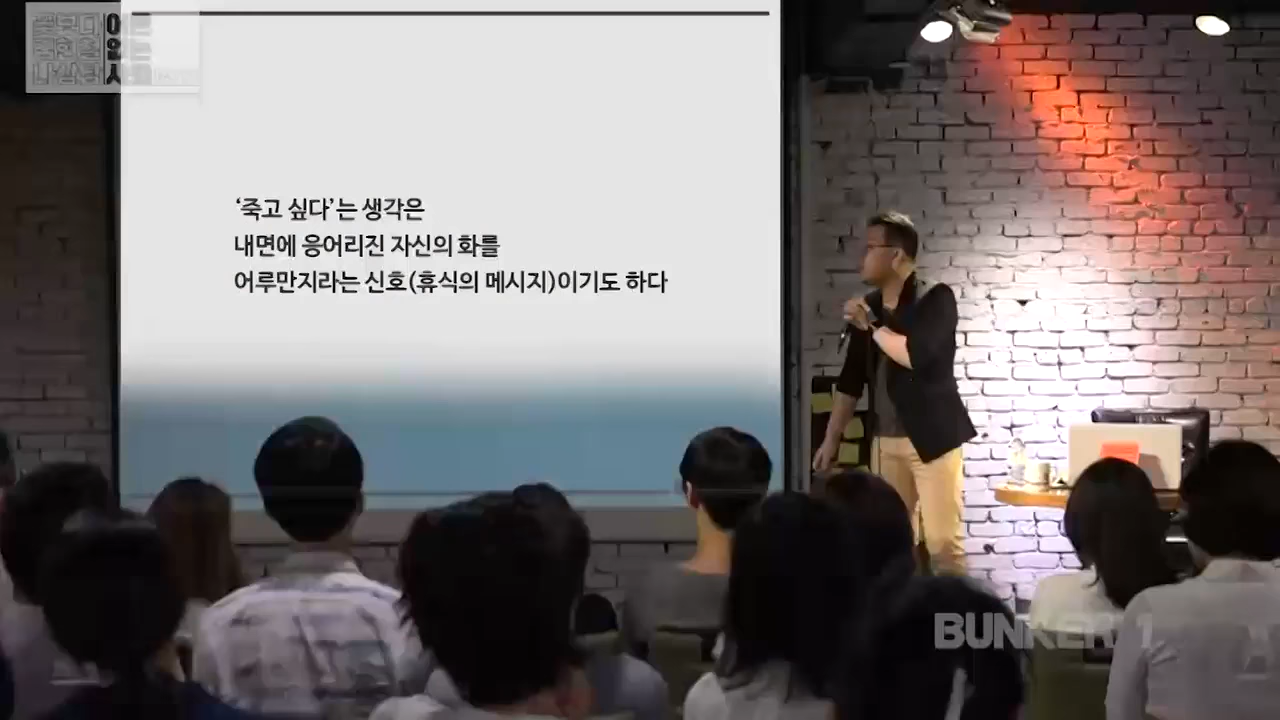 ‘죽고 싶다’는 생각은
내면에 응어리진 자신의 화를
어루만지라는 신호(휴식의 메시지)이기도 하다
BUNKER 1